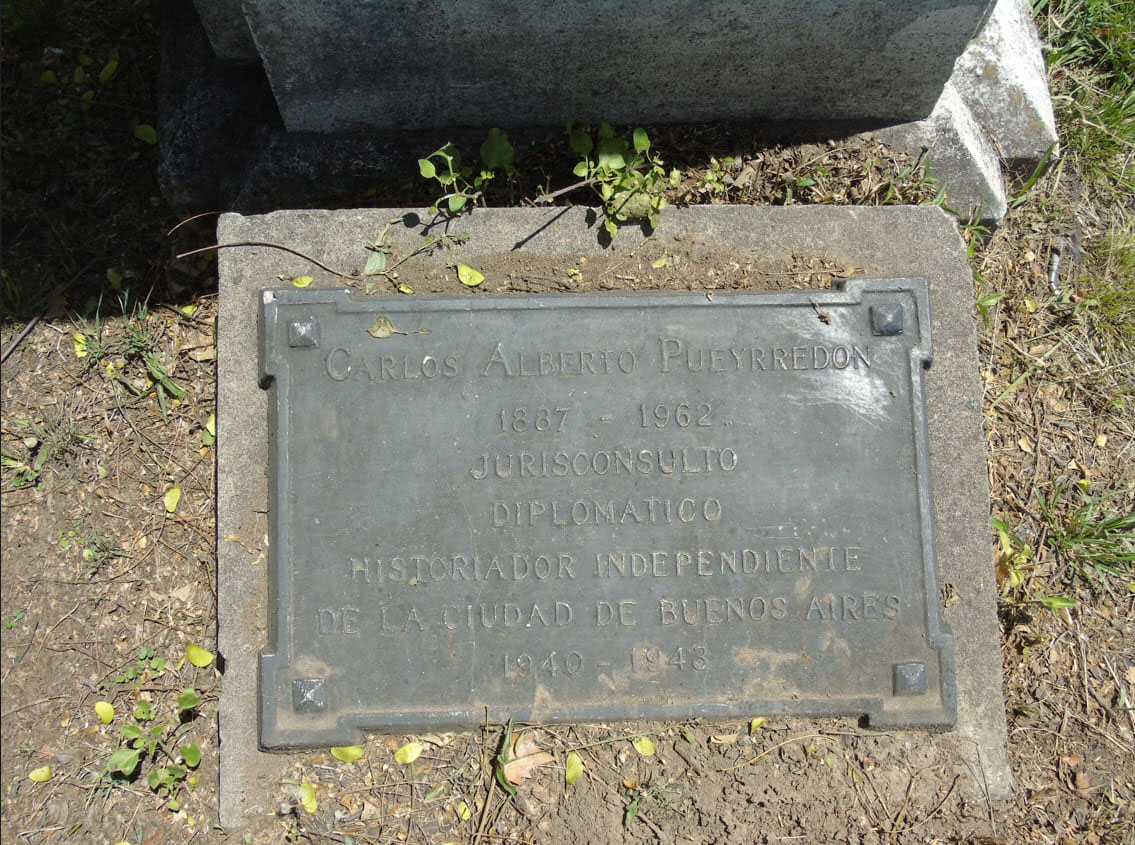 CARLOS ALBERTO PUEYRREDON
1887 - 1962
JURISCONSULTO
DIPLOMATICO
HISTORIADOR INDEPENDIENTE
DE LA CIUDAD DE BUENOS AIRES
1940 - 1943